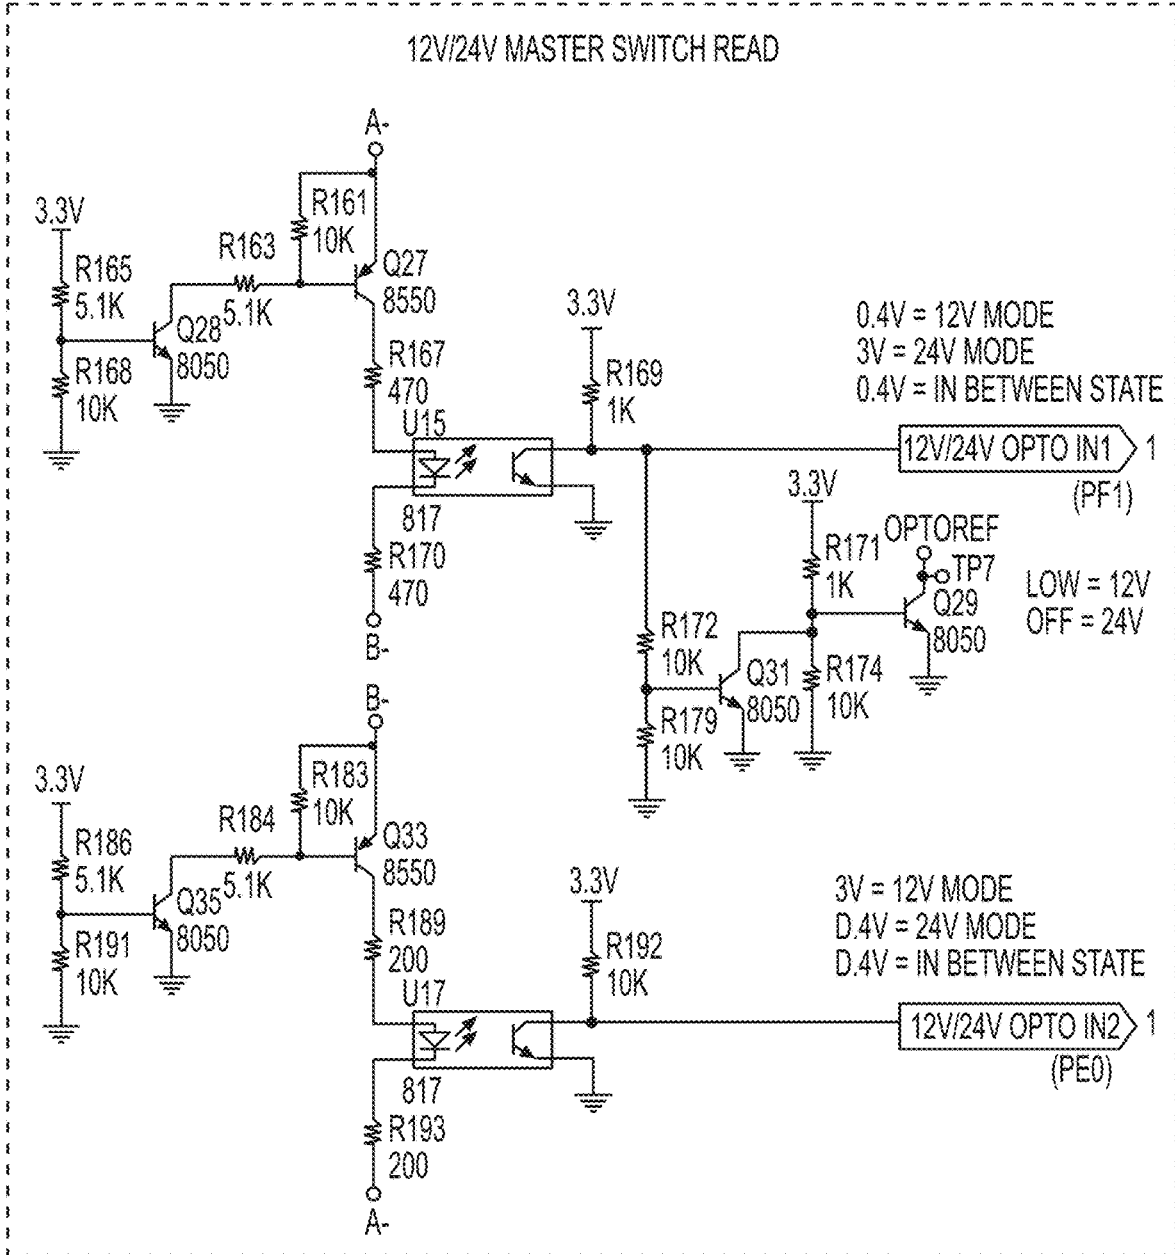 12V/24V MASTER SWITCH READ
A-
3.3V
R161
10K
R163
5.1K
R165
5.1K
Q27
8550
Q28
8050
R168
10K
R167
470
U15
817
R170
470
B-
3.3V
R169
1K
0.4V = 12V MODE
3V = 24V MODE
0.4V = IN BETWEEN STATE
12V/24V OPTO IN1
1
(PF1)
3.3V
R171
1K
OPTOREF
TP7
Q29
8050
LOW = 12V
OFF = 24V
R172
10K
Q31
8050
R174
10K
R179
10K
B-
3.3V
R183
10K
R184
5.1K
R186
5.1K
Q33
8550
Q35
8050
R191
10K
R189
200
U17
817
R193
200
A-
3.3V
R192
10K
3V = 12V MODE
D.4V = 24V MODE
D.4V = IN BETWEEN STATE
12V/24V OPTO IN2
1
(PE0)